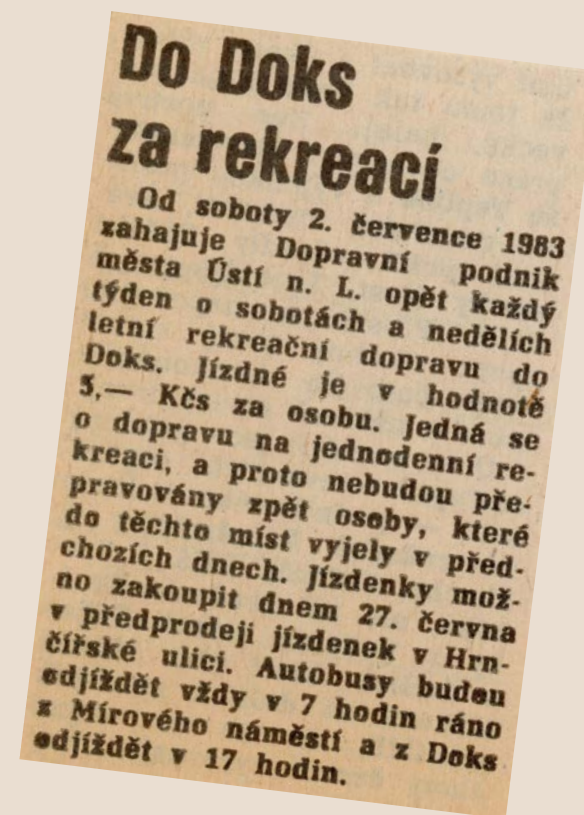 Do Doks
za rekreací
Od soboty 2. července 1983
zahajuje Dopravní podnik
města Ústí n. L. opět každý
týden o sobotách a nedělích
letní rekreační dopravu do
Doks. Jízdné je v hodnotě
5,— Kčs za osobu. Jedná se
o dopravu na jednodenní re-
kreaci, a proto nebudou pře-
pravovány zpět osoby, které
do těchto míst vyjely v před-
chozích dnech. Jízdenky mož-
no zakoupit dnem 27. června
v předprodeji jízdenek v Hrn-
čířské ulici. Autobusy budou
odjíždět vždy v 7 hodin ráno
z Mírového náměstí a z Doks
odjíždět v 17 hodin.